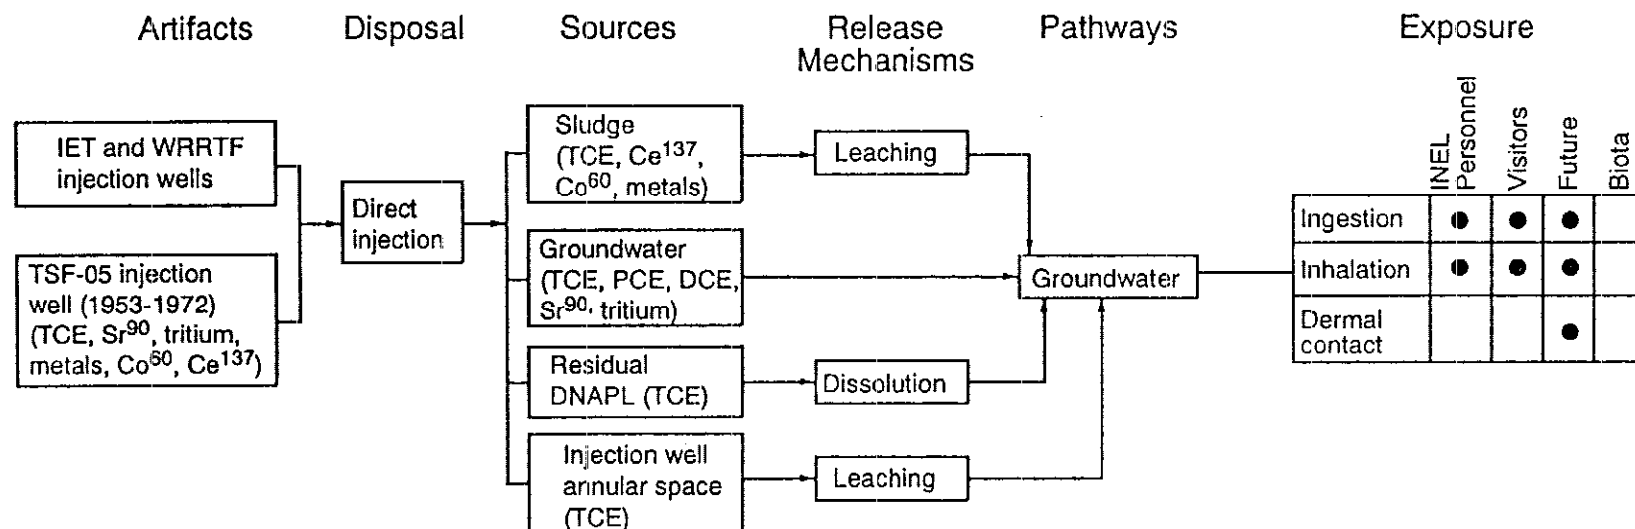 Artifacts
Disposal
Sources
Release
Mechanisms
Pathways
Exposure
IET and WRRTF
injection wells
TSF-05 injection
well (1953-1972)
(TCE, Sr90, tritium,
metals, Co60, Ce137)
Direct
injection
Sludge
(TCE, Ce137,
Co60, metals)
Groundwater
(TCE, PCE, DCE,
Sr90, tritium)
Residual
DNAPL (TCE)
Injection well
annular space
(TCE)
Leaching
Dissolution
Leaching
Groundwater
INEL
Personnel
Visitors
Future
Biota
Ingestion
Inhalation
Dermal
contact